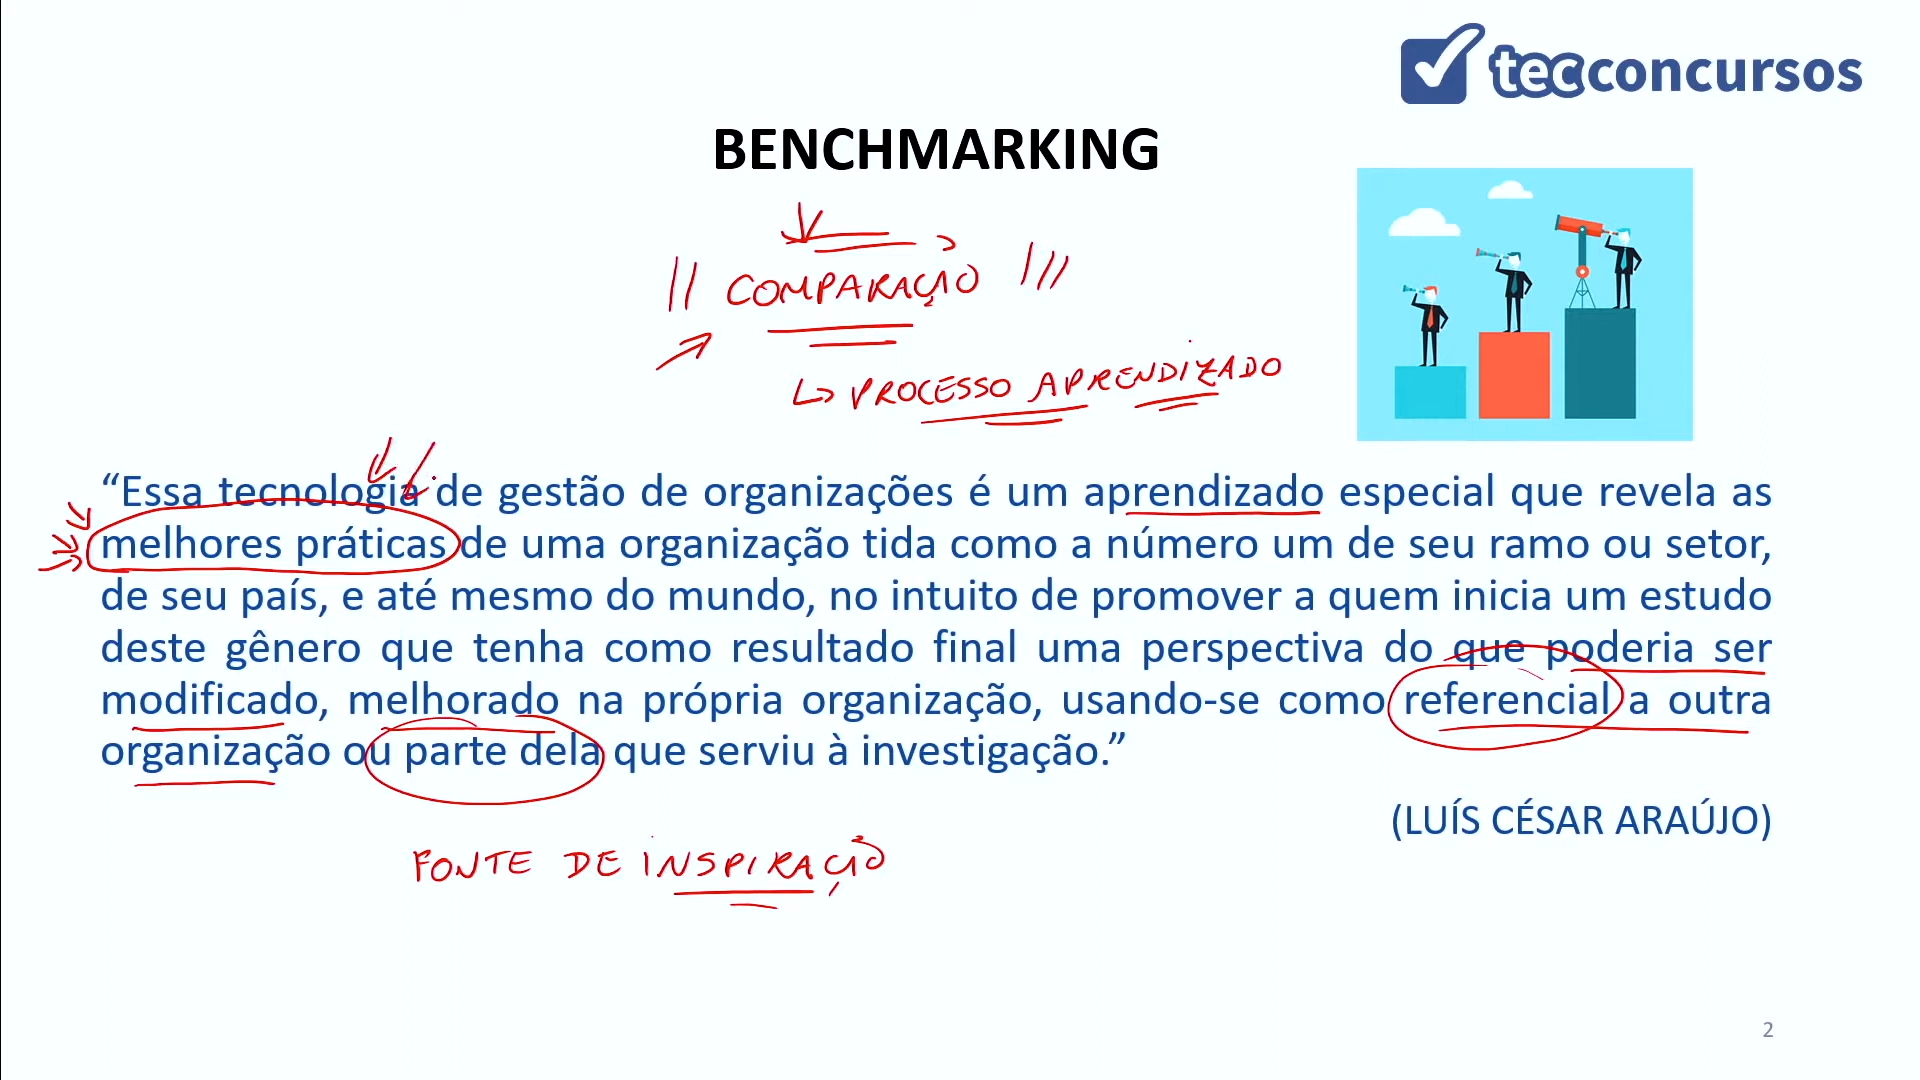 tecconcursos
BENCHMARKING
COMPARAÇÃO
PROCESSO APRENDIZADO
“Essa tecnologia de gestão de organizações é um aprendizado especial que revela as
melhores práticas de uma organização tida como a número um de seu ramo ou setor,
de seu país, e até mesmo do mundo, no intuito de promover a quem inicia um estudo
deste gênero que tenha como resultado final uma perspectiva do que poderia ser
modificado, melhorado na própria organização, usando-se como referencial a outra
organização ou parte dela que serviu à investigação.”
(LUÍS CÉSAR ARAÚJO)
FONTE DE INSPIRAÇÃO
2